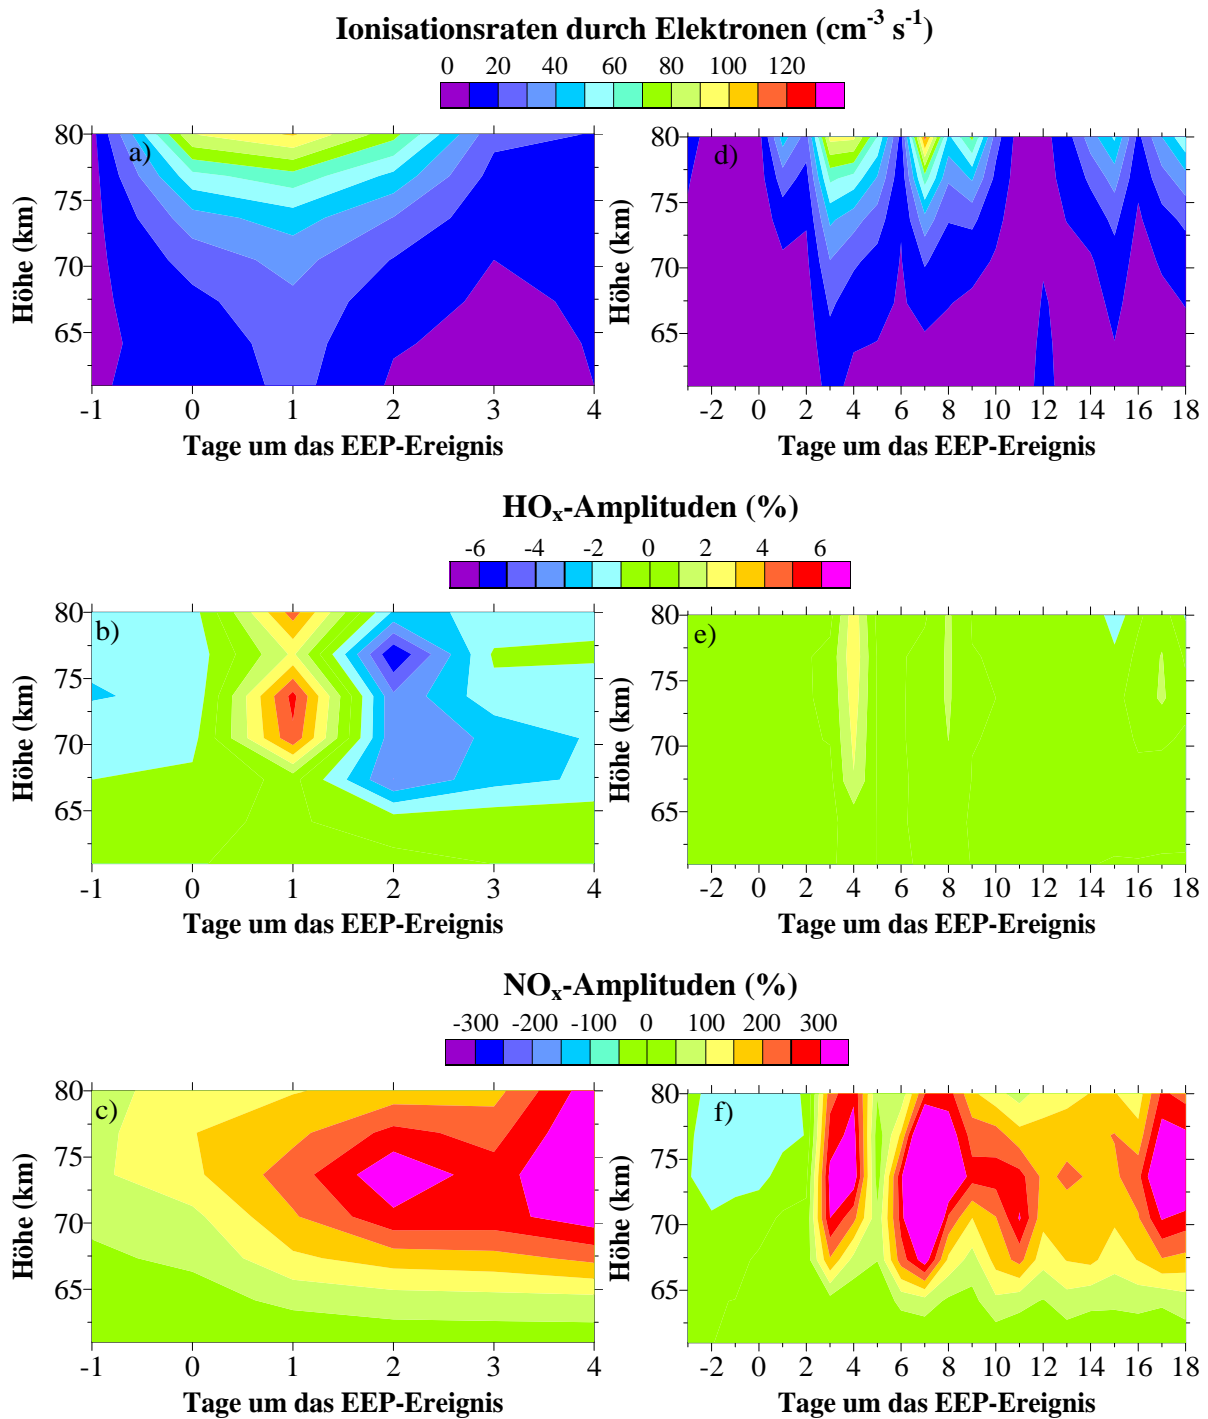 Ionisationsraten durch Elektronen (cm⁻³ s⁻¹)
0 20 40 60 80 100 120
a)
80
75
70
65
Höhe (km)
-1 0 1 2 3 4
Tage um das EEP-Ereignis
d)
80
75
70
65
Höhe (km)
-2 0 2 4 6 8 10 12 14 16 18
Tage um das EEP-Ereignis
HOₓ-Amplituden (%)
-6 -4 -2 0 2 4 6
b)
80
75
70
65
Höhe (km)
-1 0 1 2 3 4
Tage um das EEP-Ereignis
e)
80
75
70
65
Höhe (km)
-2 0 2 4 6 8 10 12 14 16 18
Tage um das EEP-Ereignis
NOₓ-Amplituden (%)
-300 -200 -100 0 100 200 300
c)
80
75
70
65
Höhe (km)
-1 0 1 2 3 4
Tage um das EEP-Ereignis
f)
80
75
70
65
Höhe (km)
-2 0 2 4 6 8 10 12 14 16 18
Tage um das EEP-Ereignis